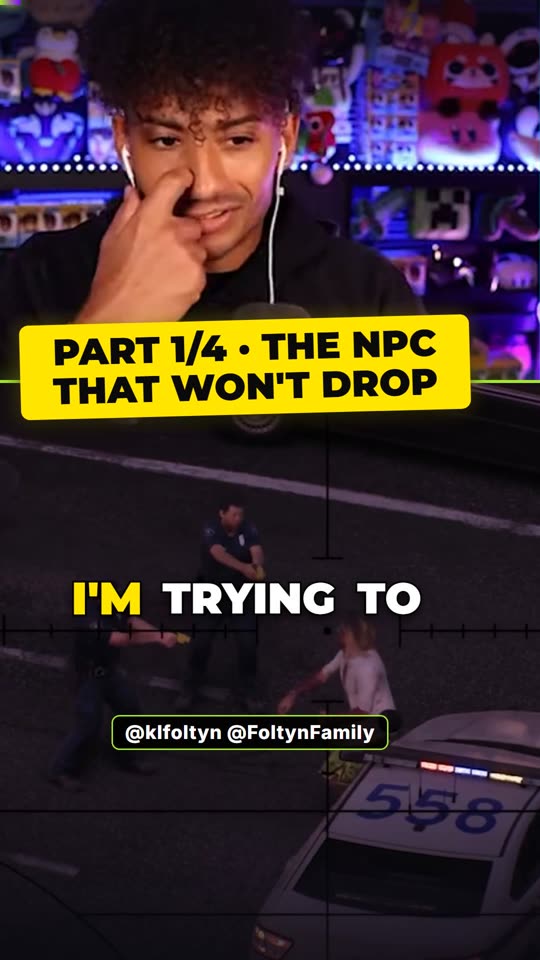 PART 1/4 • THE NPC
THAT WON'T DROP
I'M TRYING TO
@klfoltyn @FoltynFamily
558